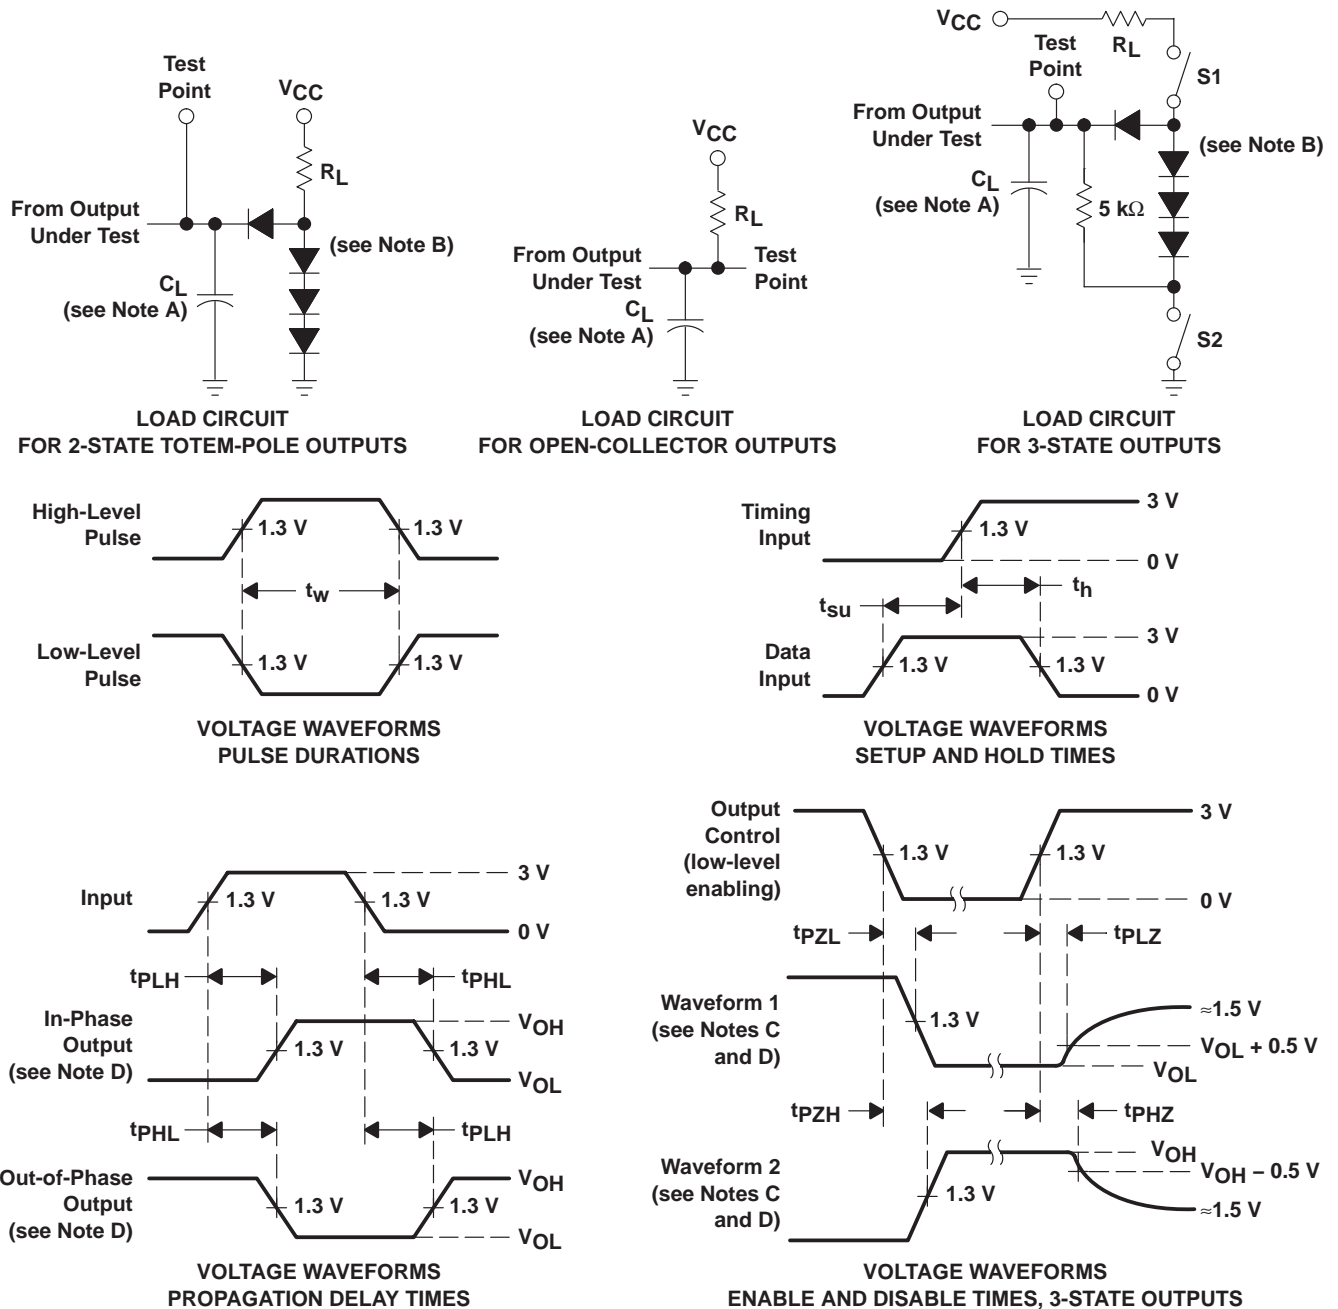 Test
Point
VCC
RL
From Output
Under Test
(see Note B)
CL
(see Note A)
LOAD CIRCUIT
FOR 2-STATE TOTEM-POLE OUTPUTS
VCC
RL
From Output
Under Test
Test
Point
CL
(see Note A)
LOAD CIRCUIT
FOR OPEN-COLLECTOR OUTPUTS
VCC
RL
Test
Point
S1
From Output
Under Test
(see Note B)
CL
(see Note A)
5 kΩ
S2
LOAD CIRCUIT
FOR 3-STATE OUTPUTS
High-Level
Pulse
1.3 V
1.3 V
tw
Low-Level
Pulse
1.3 V
1.3 V
VOLTAGE WAVEFORMS
PULSE DURATIONS
Timing
Input
1.3 V
3 V
0 V
th
tsu
Data
Input
1.3 V
1.3 V
3 V
0 V
VOLTAGE WAVEFORMS
SETUP AND HOLD TIMES
Input
1.3 V
1.3 V
3 V
0 V
tPLH
tPHL
In-Phase
Output
(see Note D)
1.3 V
1.3 V
VOH
VOL
tPHL
tPLH
Out-of-Phase
Output
(see Note D)
1.3 V
1.3 V
VOH
VOL
VOLTAGE WAVEFORMS
PROPAGATION DELAY TIMES
Output
Control
(low-level
enabling)
1.3 V
1.3 V
3 V
0 V
tPZL
tPLZ
Waveform 1
(see Notes C
and D)
1.3 V
≈1.5 V
VOL + 0.5 V
VOL
tPZH
tPHZ
Waveform 2
(see Notes C
and D)
1.3 V
VOH
VOH – 0.5 V
≈1.5 V
VOLTAGE WAVEFORMS
ENABLE AND DISABLE TIMES, 3-STATE OUTPUTS